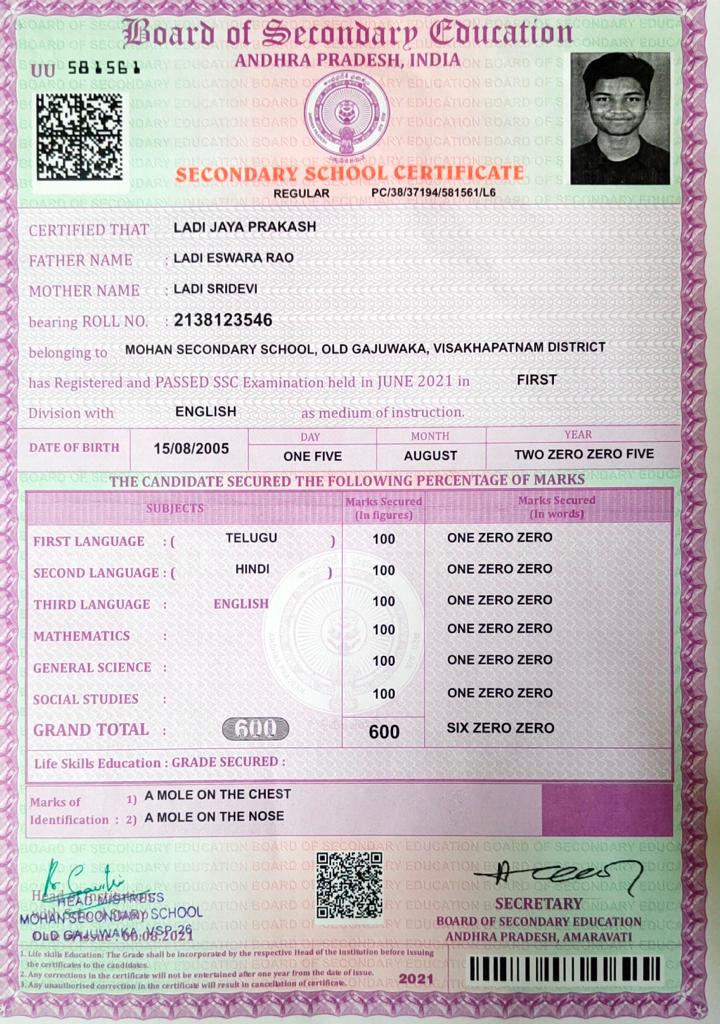 Board of Secondary Education
ANDHRA PRADESH, INDIA
UU 581561
SECONDARY SCHOOL CERTIFICATE
REGULAR PC/38/37194/581561/L6
CERTIFIED THAT LADI JAYA PRAKASH
FATHER NAME : LADI ESWARA RAO
MOTHER NAME : LADI SRIDEVI
bearing ROLL NO. : 2138123546
belonging to MOHAN SECONDARY SCHOOL, OLD GAJUWAKA, VISAKHAPATNAM DISTRICT
has Registered and PASSED SSC Examination held in JUNE 2021 in FIRST
Division with ENGLISH as medium of instruction.
DATE OF BIRTH 15/08/2005 DAY MONTH YEAR
ONE FIVE AUGUST TWO ZERO ZERO FIVE
THE CANDIDATE SECURED THE FOLLOWING PERCENTAGE OF MARKS
SUBJECTS Marks Secured (In figures) Marks Secured (In words)
FIRST LANGUAGE : ( TELUGU ) 100 ONE ZERO ZERO
SECOND LANGUAGE : ( HINDI ) 100 ONE ZERO ZERO
THIRD LANGUAGE : ENGLISH 100 ONE ZERO ZERO
MATHEMATICS : 100 ONE ZERO ZERO
GENERAL SCIENCE : 100 ONE ZERO ZERO
SOCIAL STUDIES : 100 ONE ZERO ZERO
GRAND TOTAL : 600 600 SIX ZERO ZERO
Life Skills Education : GRADE SECURED :
Marks of Identification : 1) A MOLE ON THE CHEST
2) A MOLE ON THE NOSE
HEAD MISTRESS
MOHAN SECONDARY SCHOOL
OLD GAJUWAKA, VSP-26
06.08.2021
SECRETARY
BOARD OF SECONDARY EDUCATION
ANDHRA PRADESH, AMARAVATI
1. Life skills Education: The Grade shall be incorporated by the respective Head of the Institution before issuing
the certificates to the candidates.
2. Any corrections in the certificate will not be entertained after one year from the date of issue.
3. Any unauthorised correction in the certificate will result in cancellation of certificate.
2021